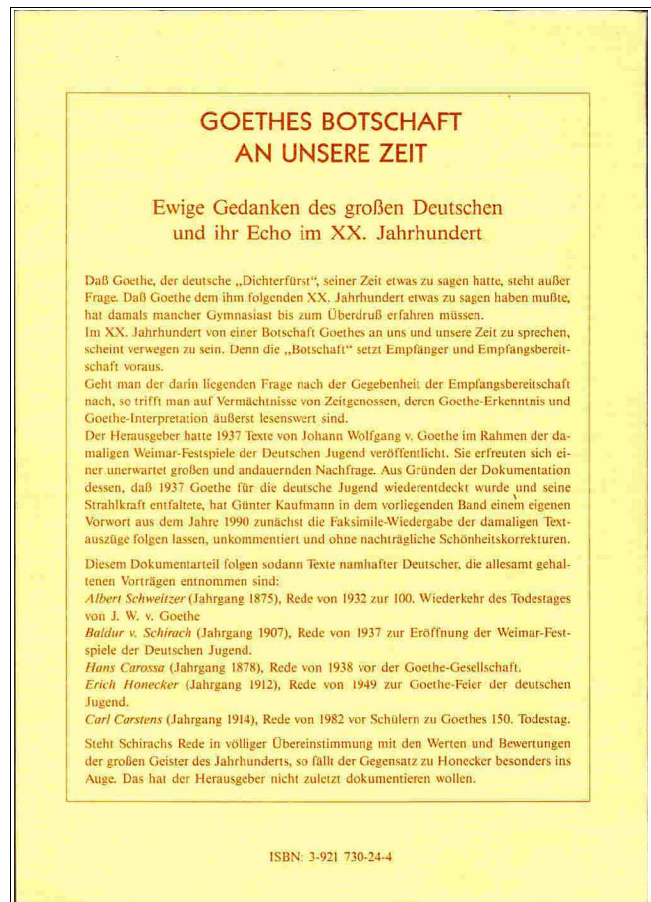 GOETHES BOTSCHAFT
AN UNSERE ZEIT
Ewige Gedanken des großen Deutschen
und ihr Echo im XX. Jahrhundert
Daß Goethe, der deutsche „Dichterfürst“, seiner Zeit etwas zu sagen hatte, steht außer
Frage. Daß Goethe dem ihm folgenden XX. Jahrhundert etwas zu sagen haben mußte,
hat damals mancher Gymnasiast bis zum Überdruß erfahren müssen.
Im XX. Jahrhundert von einer Botschaft Goethes an uns und unsere Zeit zu sprechen,
scheint verwegen zu sein. Denn die „Botschaft“ setzt Empfänger und Empfangsbereit-
schaft voraus.
Geht man der darin liegenden Frage nach der Gegebenheit der Empfangsbereitschaft
nach, so trifft man auf Vermächtnisse von Zeitgenossen, deren Goethe-Erkenntnis und
Goethe-Interpretation äußerst lesenswert sind.
Der Herausgeber hatte 1937 Texte von Johann Wolfgang v. Goethe im Rahmen der da-
maligen Weimar-Festspiele der Deutschen Jugend veröffentlicht. Sie erfreuten sich ei-
ner unerwartet großen und andauernden Nachfrage. Aus Gründen der Dokumentation
dessen, daß 1937 Goethe für die deutsche Jugend wiederentdeckt wurde und seine
Strahlkraft entfaltete, hat Günter Kaufmann in dem vorliegenden Band einem eigenen
Vorwort aus dem Jahre 1990 zunächst die Faksimile-Wiedergabe der damaligen Text-
auszüge folgen lassen, unkommentiert und ohne nachträgliche Schönheitskorrekturen.
Diesem Dokumentarteil folgen sodann Texte namhafter Deutscher, die allesamt gehal-
tenen Vorträgen entnommen sind:
Albert Schweitzer (Jahrgang 1875), Rede von 1932 zur 100. Wiederkehr des Todestages
von J. W. v. Goethe
Baldur v. Schirach (Jahrgang 1907), Rede von 1937 zur Eröffnung der Weimar-Fest-
spiele der Deutschen Jugend.
Hans Carossa (Jahrgang 1878), Rede von 1938 vor der Goethe-Gesellschaft.
Erich Honecker (Jahrgang 1912), Rede von 1949 zur Goethe-Feier der deutschen
Jugend.
Carl Carstens (Jahrgang 1914), Rede von 1982 vor Schülern zu Goethes 150. Todestag.
Steht Schirachs Rede in völliger Übereinstimmung mit den Werten und Bewertungen
der großen Geister des Jahrhunderts, so fällt der Gegensatz zu Honecker besonders ins
Auge. Das hat der Herausgeber nicht zuletzt dokumentieren wollen.
ISBN: 3-921 730-24-4